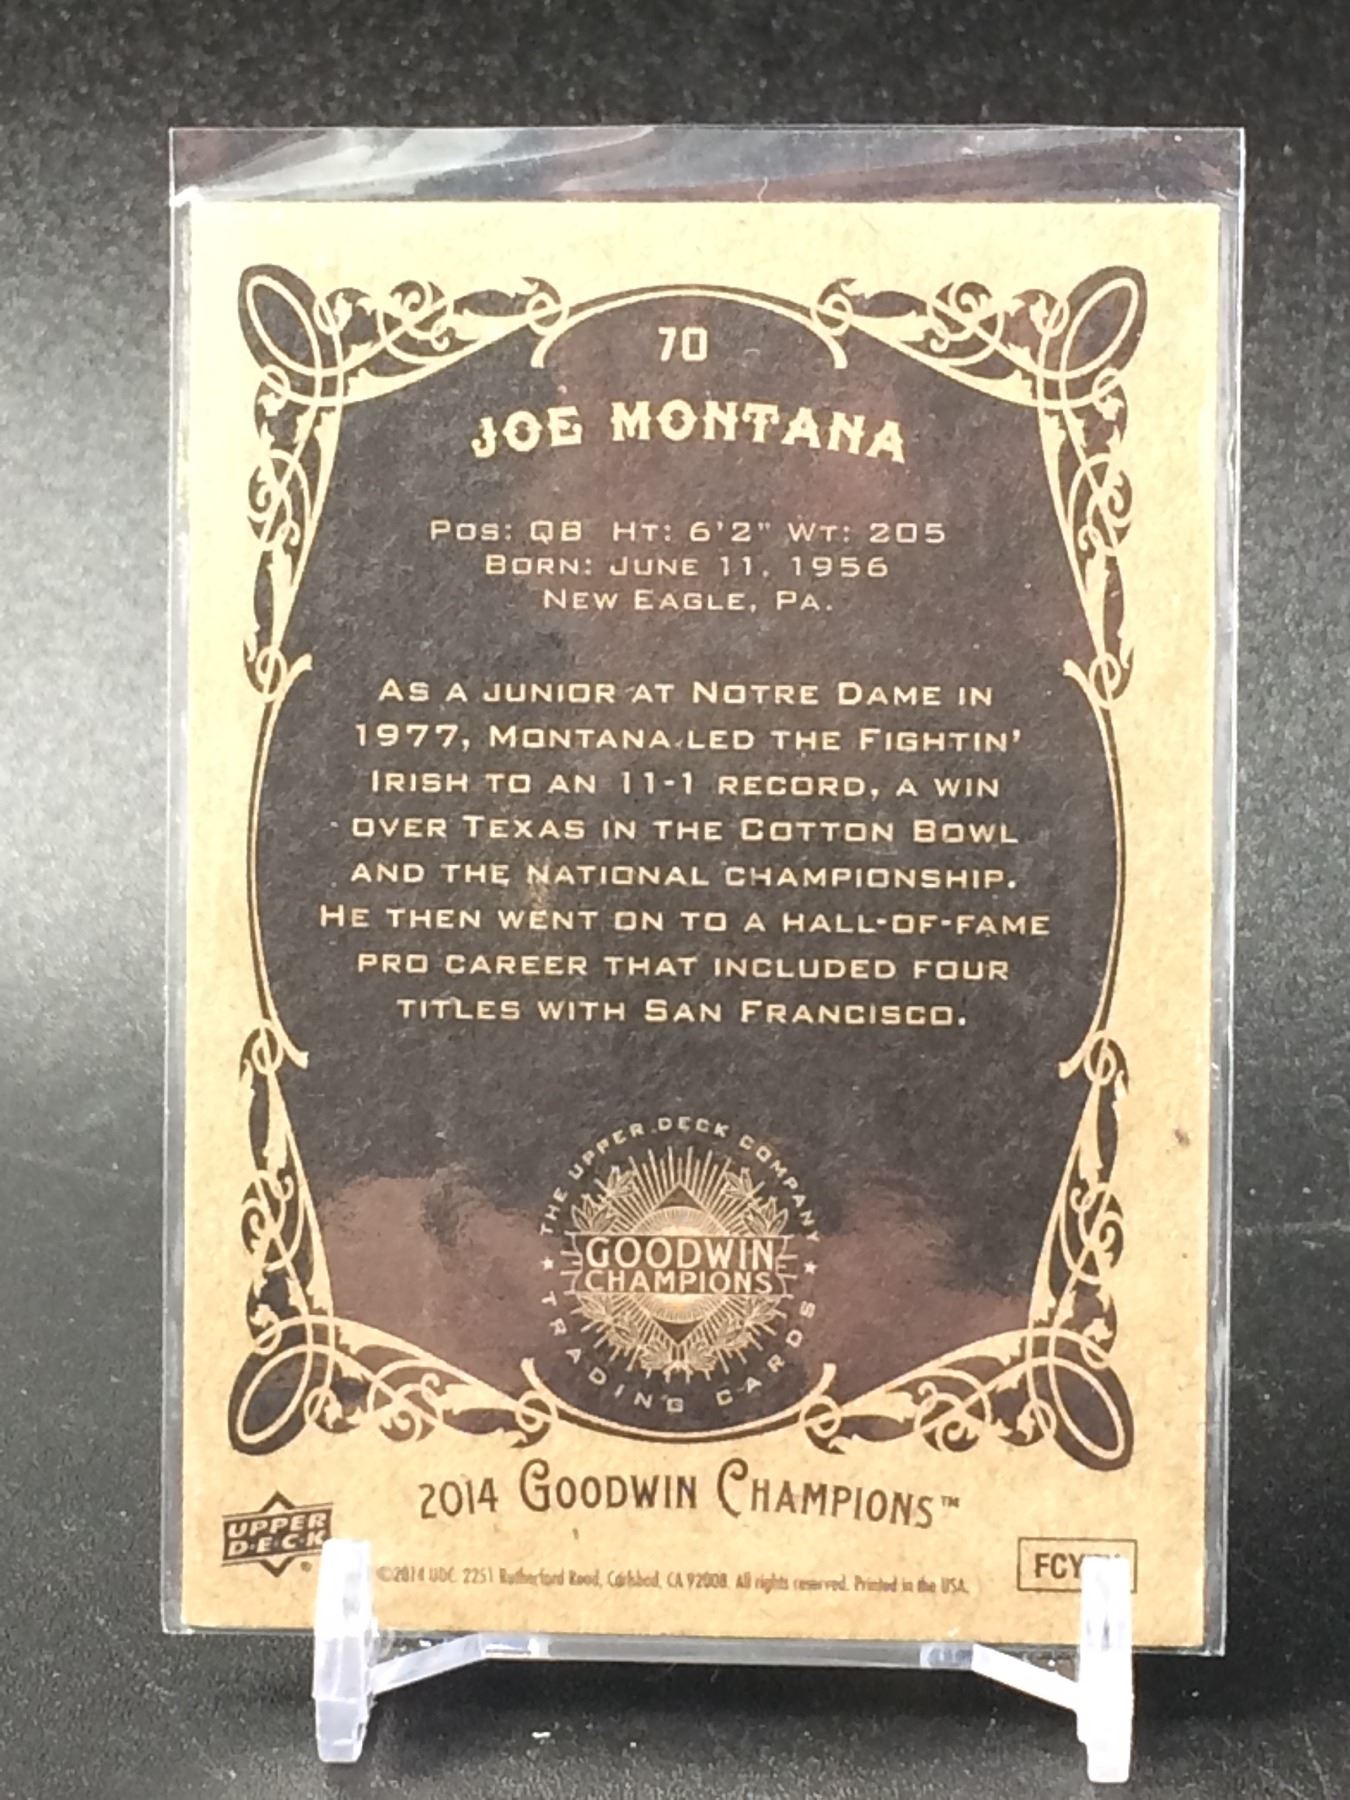 70
JOE MONTANA
POS: QB HT: 6'2" WT: 205
BORN: JUNE 11, 1956
NEW EAGLE, PA.
AS A JUNIOR AT NOTRE DAME IN
1977, MONTANA LED THE FIGHTIN'
IRISH TO AN 11-1 RECORD, A WIN
OVER TEXAS IN THE COTTON BOWL
AND THE NATIONAL CHAMPIONSHIP.
HE THEN WENT ON TO A HALL-OF-FAME
PRO CAREER THAT INCLUDED FOUR
TITLES WITH SAN FRANCISCO.
THE UPPER DECK COMPANY
GOODWIN
CHAMPIONS
TRADING CARDS
2014 GOODWIN CHAMPIONS™
UPPER
D·E·C·K®
©2014 UDC. 2251 Rutherford Road, Carlsbad, CA 92008. All rights reserved. Printed in the USA.